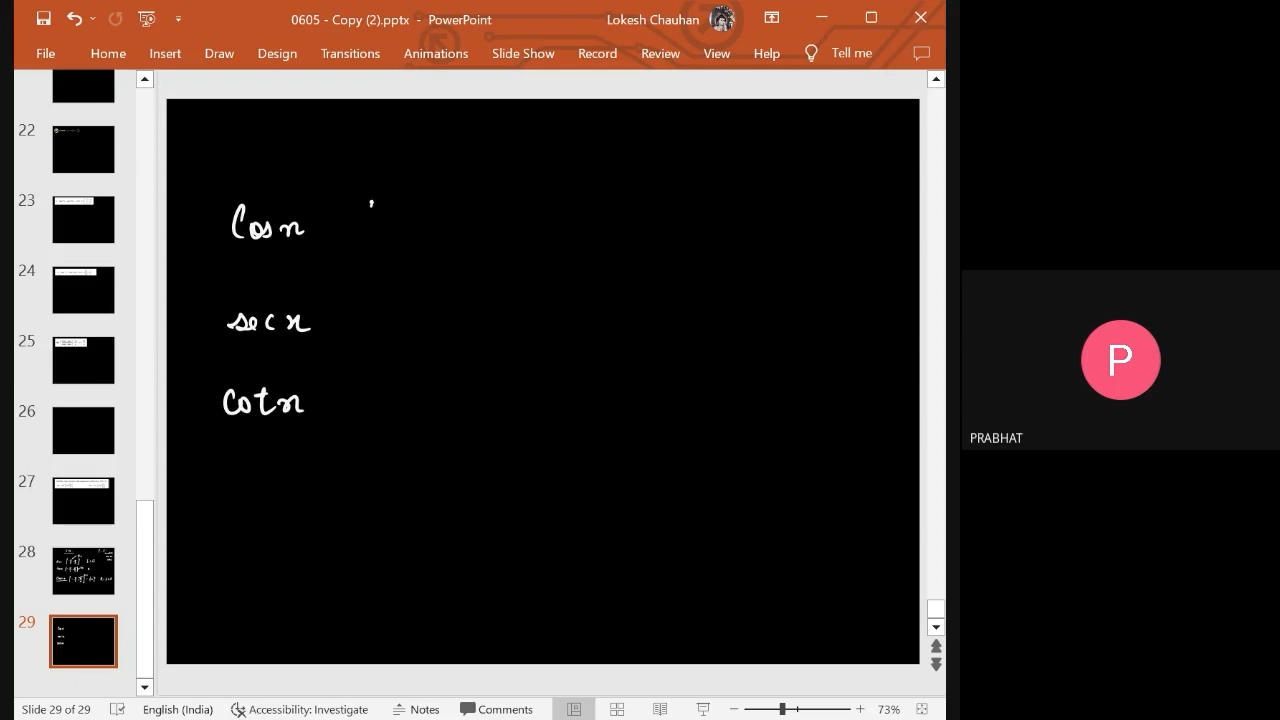 0605 - Copy (2).pptx - PowerPoint
Lokesh Chauhan
File Home Insert Draw Design Transitions Animations Slide Show Record Review View Help Tell me
22
23
24
25
26
27
28
29
Cosx
secx
Cotx
P
PRABHAT
Slide 29 of 29 English (India) Accessibility: Investigate Notes Comments 73%